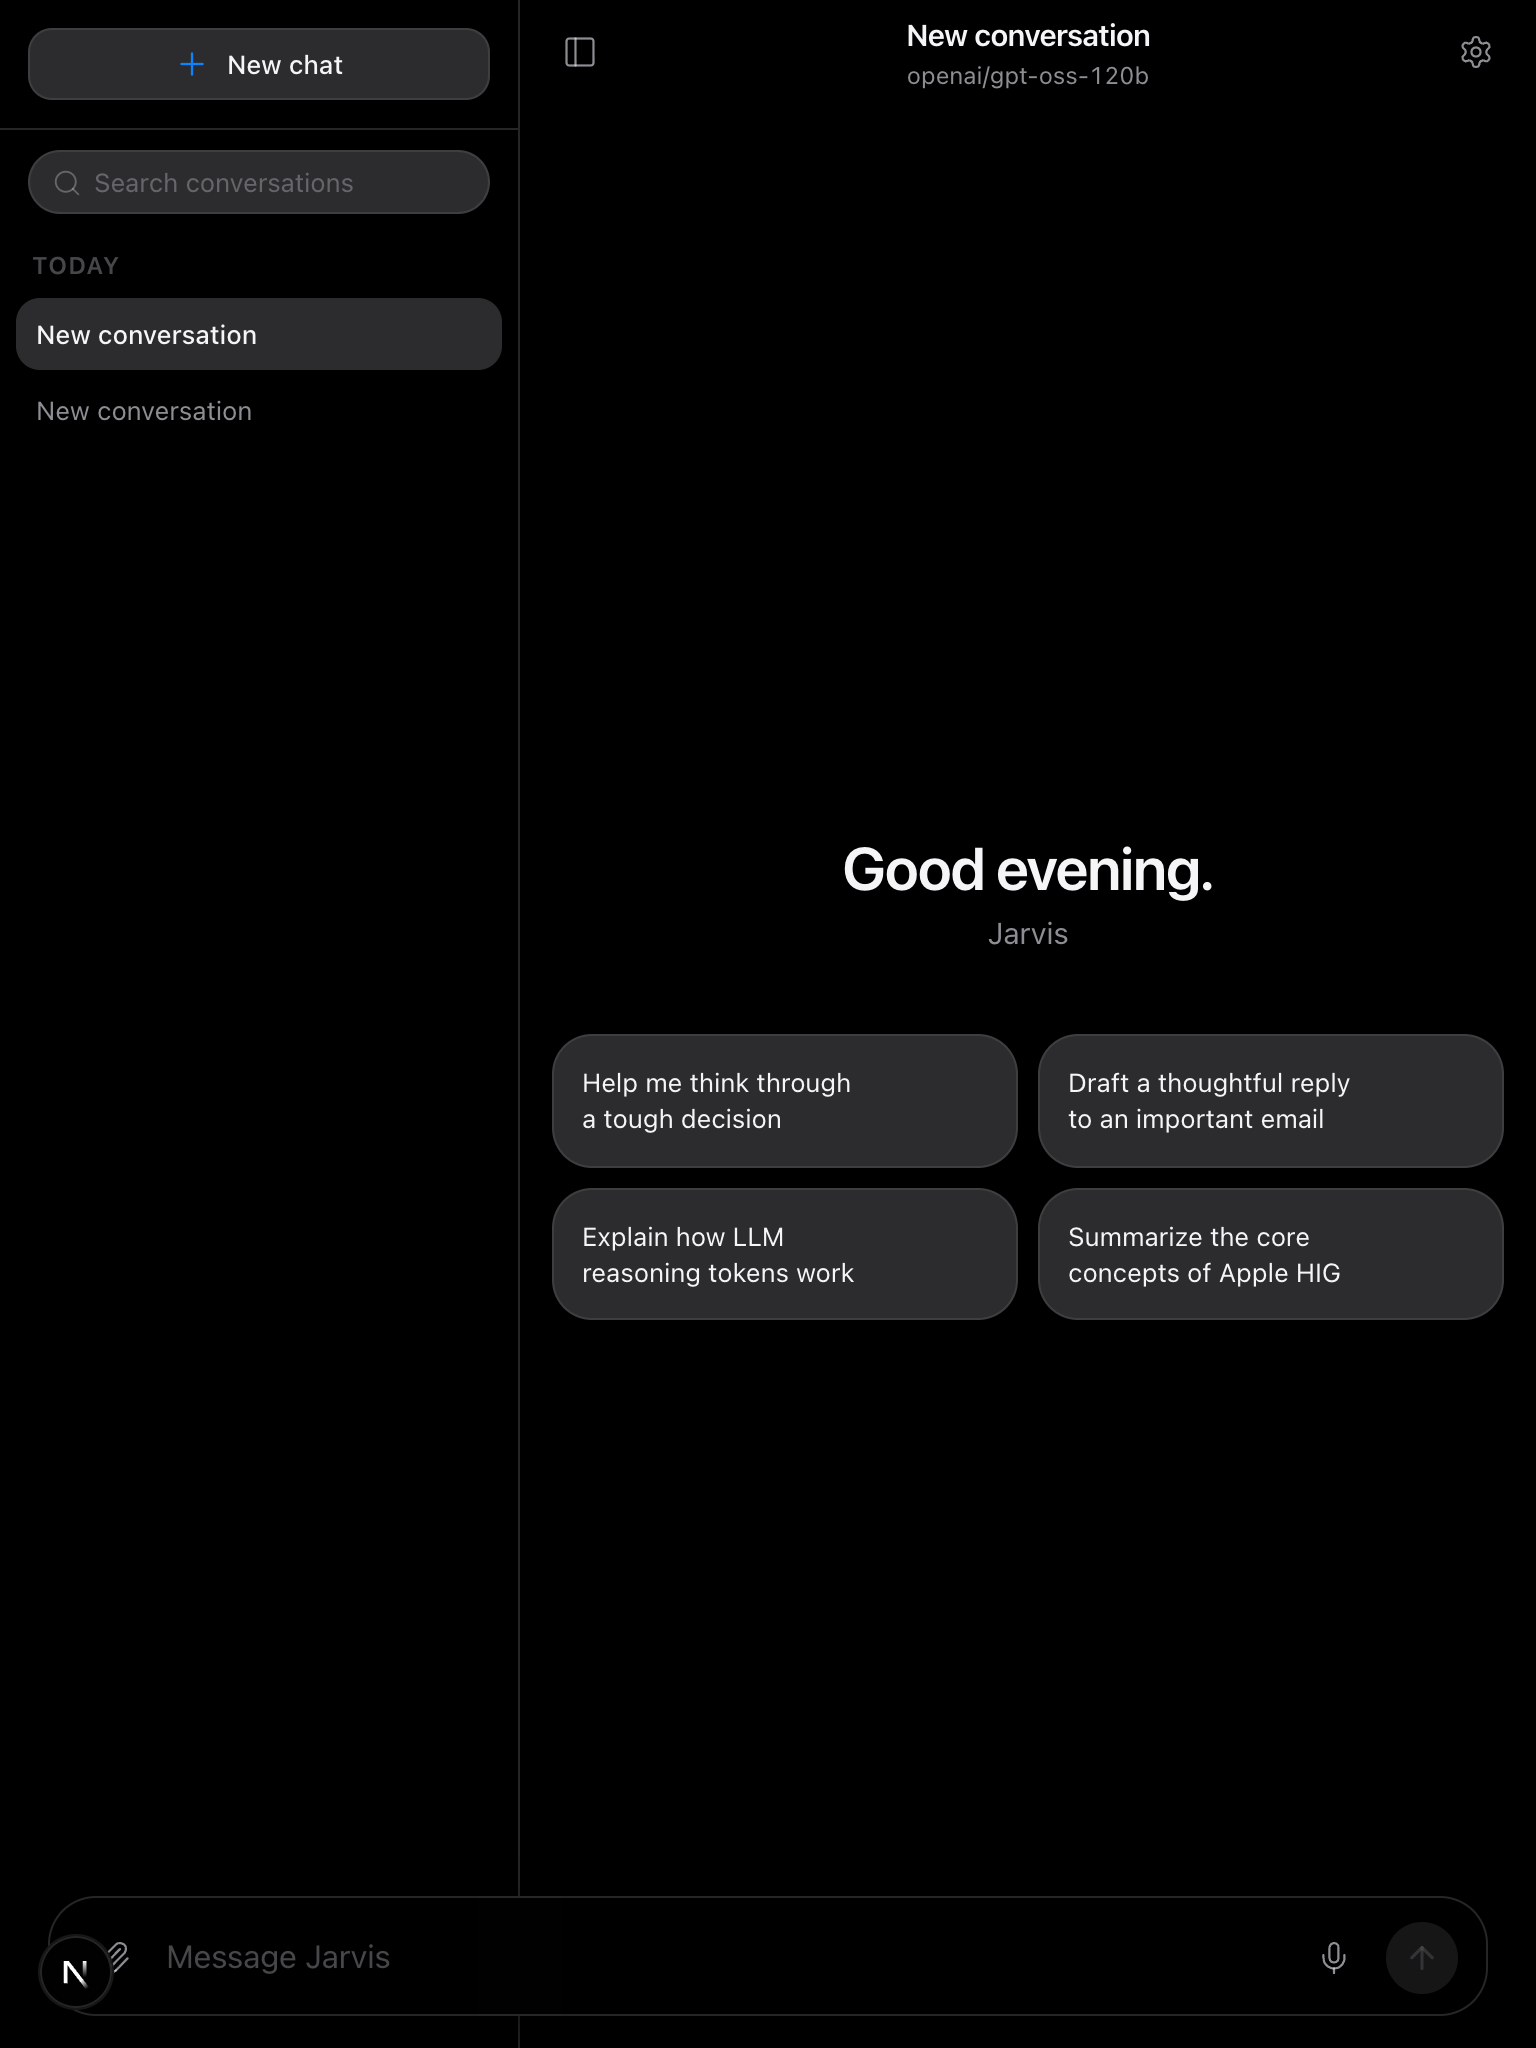 New chat
Search conversations
TODAY
New conversation
New conversation
New conversation
openai/gpt-oss-120b
Good evening.
Jarvis
Help me think through
a tough decision
Draft a thoughtful reply
to an important email
Explain how LLM
reasoning tokens work
Summarize the core
concepts of Apple HIG
N
Message Jarvis